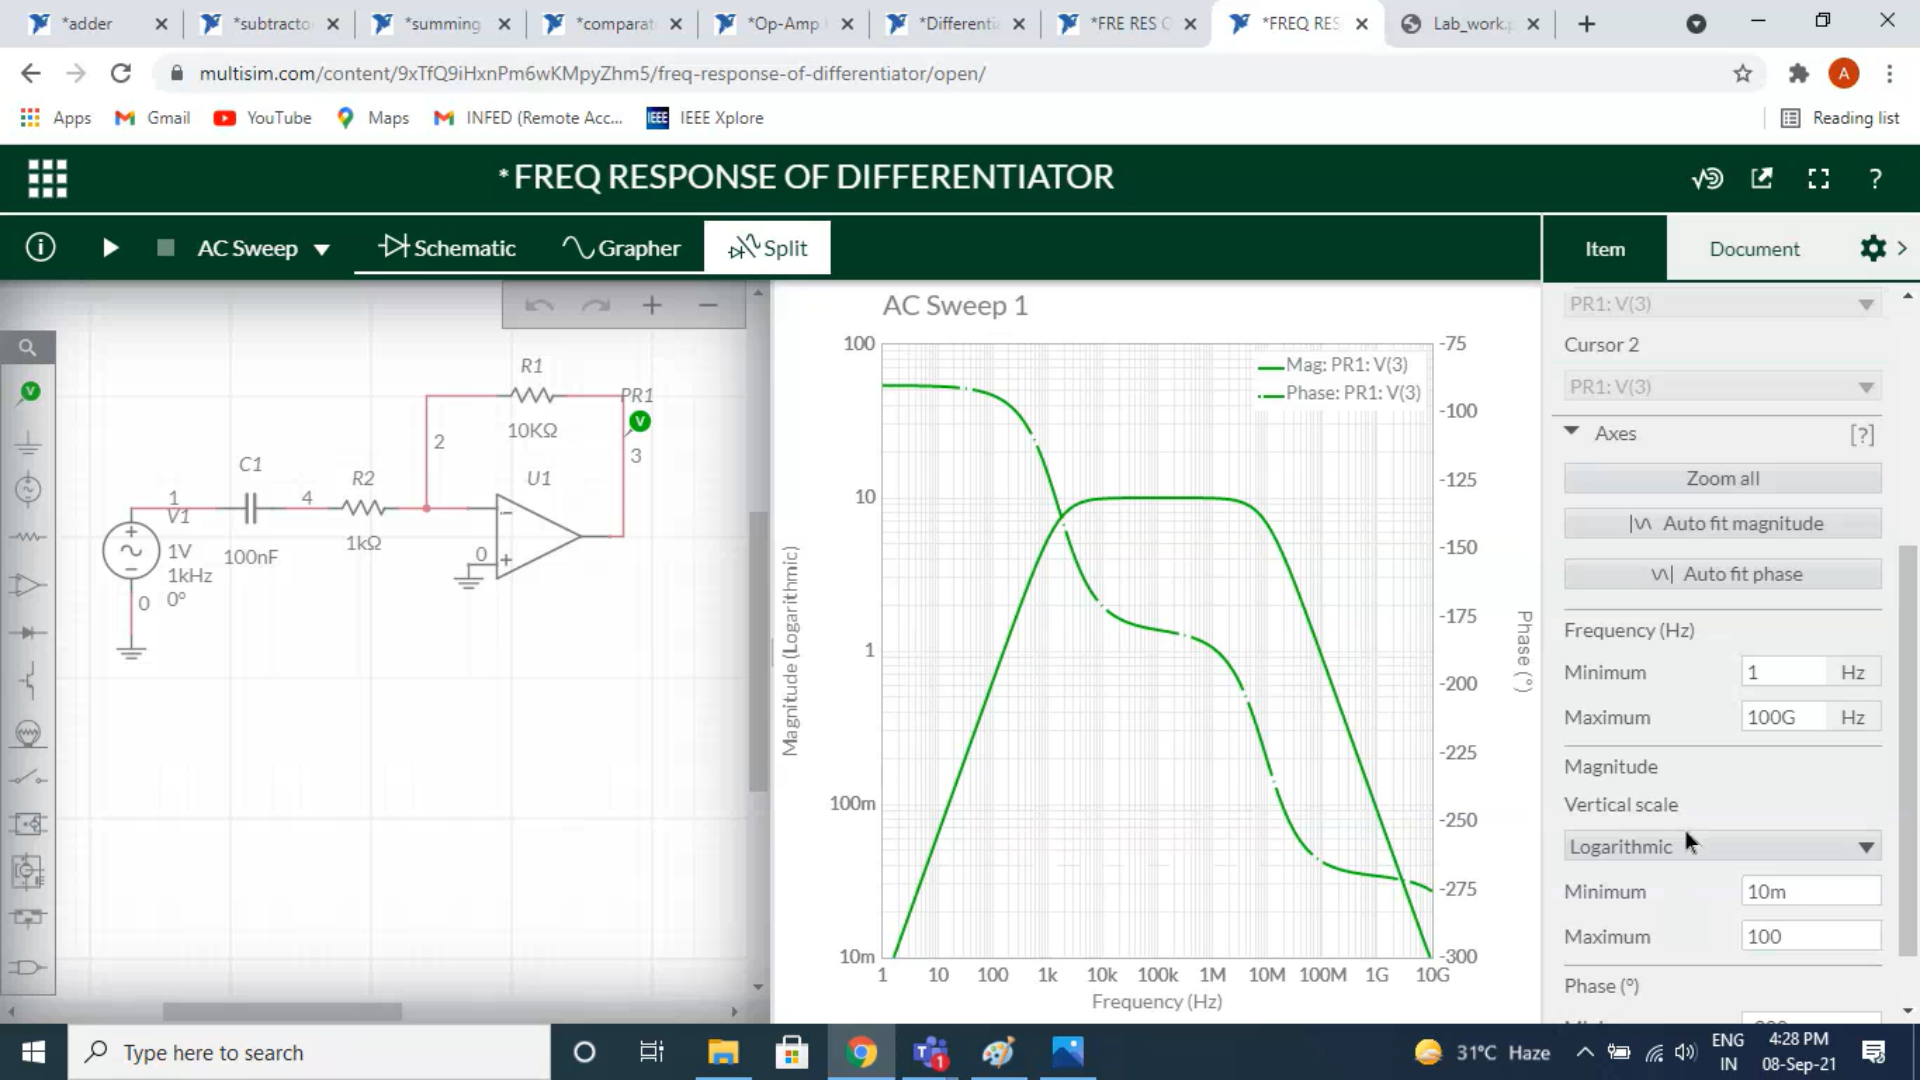 *adder
*subtracto
*summing
*comparat
*Op-Amp
*Differenti
*FRE RES C
*FREQ RES
Lab_work.p
multisim.com/content/9xTfQ9iHxnPm6wKMpyZhm5/freq-response-of-differentiator/open/
A
Apps
Gmail
YouTube
Maps
INFED (Remote Acc...
IEEE
IEEE Xplore
Reading list
* FREQ RESPONSE OF DIFFERENTIATOR
?
AC Sweep
Schematic
Grapher
Split
Item
Document
R1
PR1
V
10KΩ
2
3
C1
R2
U1
1
4
V1
1V
1kHz
0°
100nF
1kΩ
0
0
V
AC Sweep 1
Mag: PR1: V(3)
Phase: PR1: V(3)
100
10
1
100m
10m
Magnitude (Logarithmic)
1
10
100
1k
10k
100k
1M
10M
100M
1G
10G
Frequency (Hz)
-75
-100
-125
-150
-175
-200
-225
-250
-275
-300
Phase (°)
PR1: V(3)
Cursor 2
PR1: V(3)
Axes
[?]
Zoom all
Auto fit magnitude
Auto fit phase
Frequency (Hz)
Minimum
1
Hz
Maximum
100G
Hz
Magnitude
Vertical scale
Logarithmic
Minimum
10m
Maximum
100
Phase (°)
Type here to search
1
31°C Haze
ENG
IN
4:28 PM
08-Sep-21